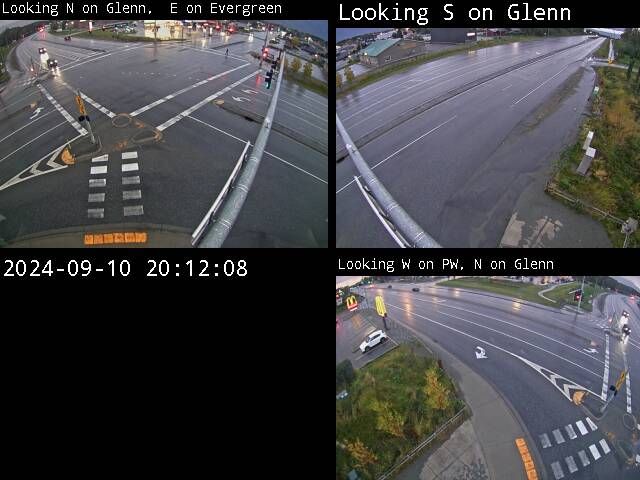 Looking N on Glenn,  E on Evergreen
Looking S on Glenn
2024-09-10 20:12:08
Looking W on PW, N on Glenn